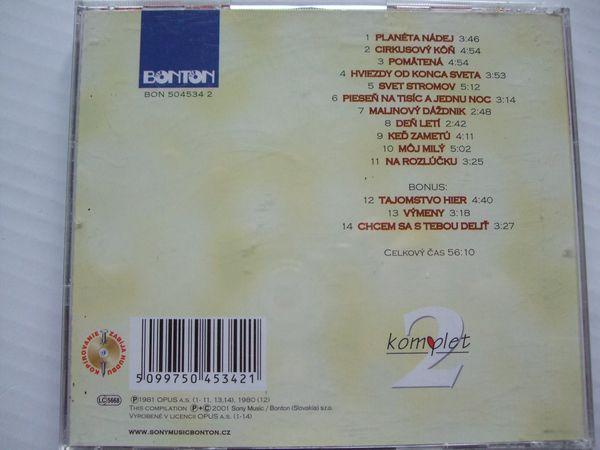 BONTON
BON 504534 2
1 PLANÉTA NÁDEJ 3:46
2 CIRKUSOVÝ KÔŇ 4:54
3 POMÄTENÁ 4:54
4 HVIEZDY OD KONCA SVETA 3:53
5 SVET STROMOV 5:12
6 PIESEŇ NA TISÍC A JEDNU NOC 3:14
7 MALINOVÝ DÁŽDNIK 2:48
8 DEŇ LETÍ 2:42
9 KEĎ ZAMETÚ 4:11
10 MÔJ MILÝ 5:02
11 NA ROZLÚČKU 3:25
BONUS:
12 TAJOMSTVO HIER 4:40
13 VÝMENY 3:18
14 CHCEM SA S TEBOU DELIŤ 3:27
CELKOVÝ ČAS 56:10
komplet
2
KOPÍROVANIE ZABÍJA HUDBU
5 099750 453421
LC 5668
Ⓟ1981 OPUS A.S. (1- 11, 13,14), 1980 (12)
THIS COMPILATION Ⓟ+© 2001 Sony Music / Bonton (Slovakia) s.r.o.
VYROBENÉ V LICENCII OPUS A.S. (1-14)
WWW.SONYMUSICBONTON.CZ